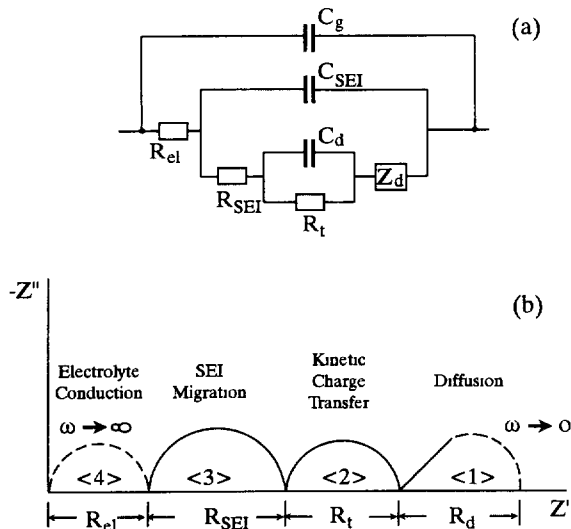 C_g
(a)
C_SEI
C_d
R_el
R_SEI
Z_d
R_t
-Z"
(b)
Electrolyte Conduction
SEI Migration
Kinetic Charge Transfer
Diffusion
ω → ∞
ω → o
<4>
<3>
<2>
<1>
Z'
R_el
R_SEI
R_t
R_d